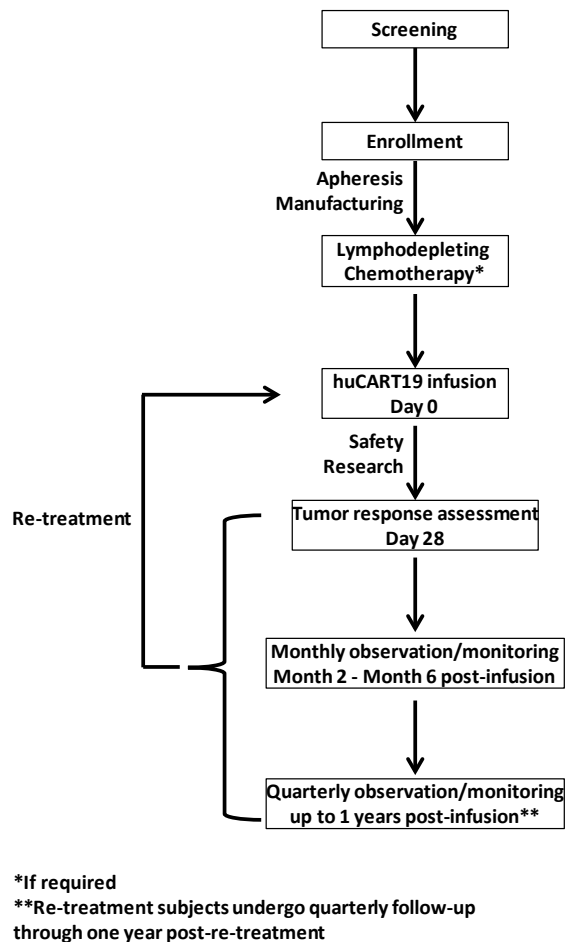 Screening
Enrollment
Apheresis
Manufacturing
Lymphodepleting
Chemotherapy*
huCART19 infusion
Day 0
Safety
Research
Re-treatment
Tumor response assessment
Day 28
Monthly observation/monitoring
Month 2 - Month 6 post-infusion
Quarterly observation/monitoring
up to 1 years post-infusion**
*If required
**Re-treatment subjects undergo quarterly follow-up
through one year post-re-treatment